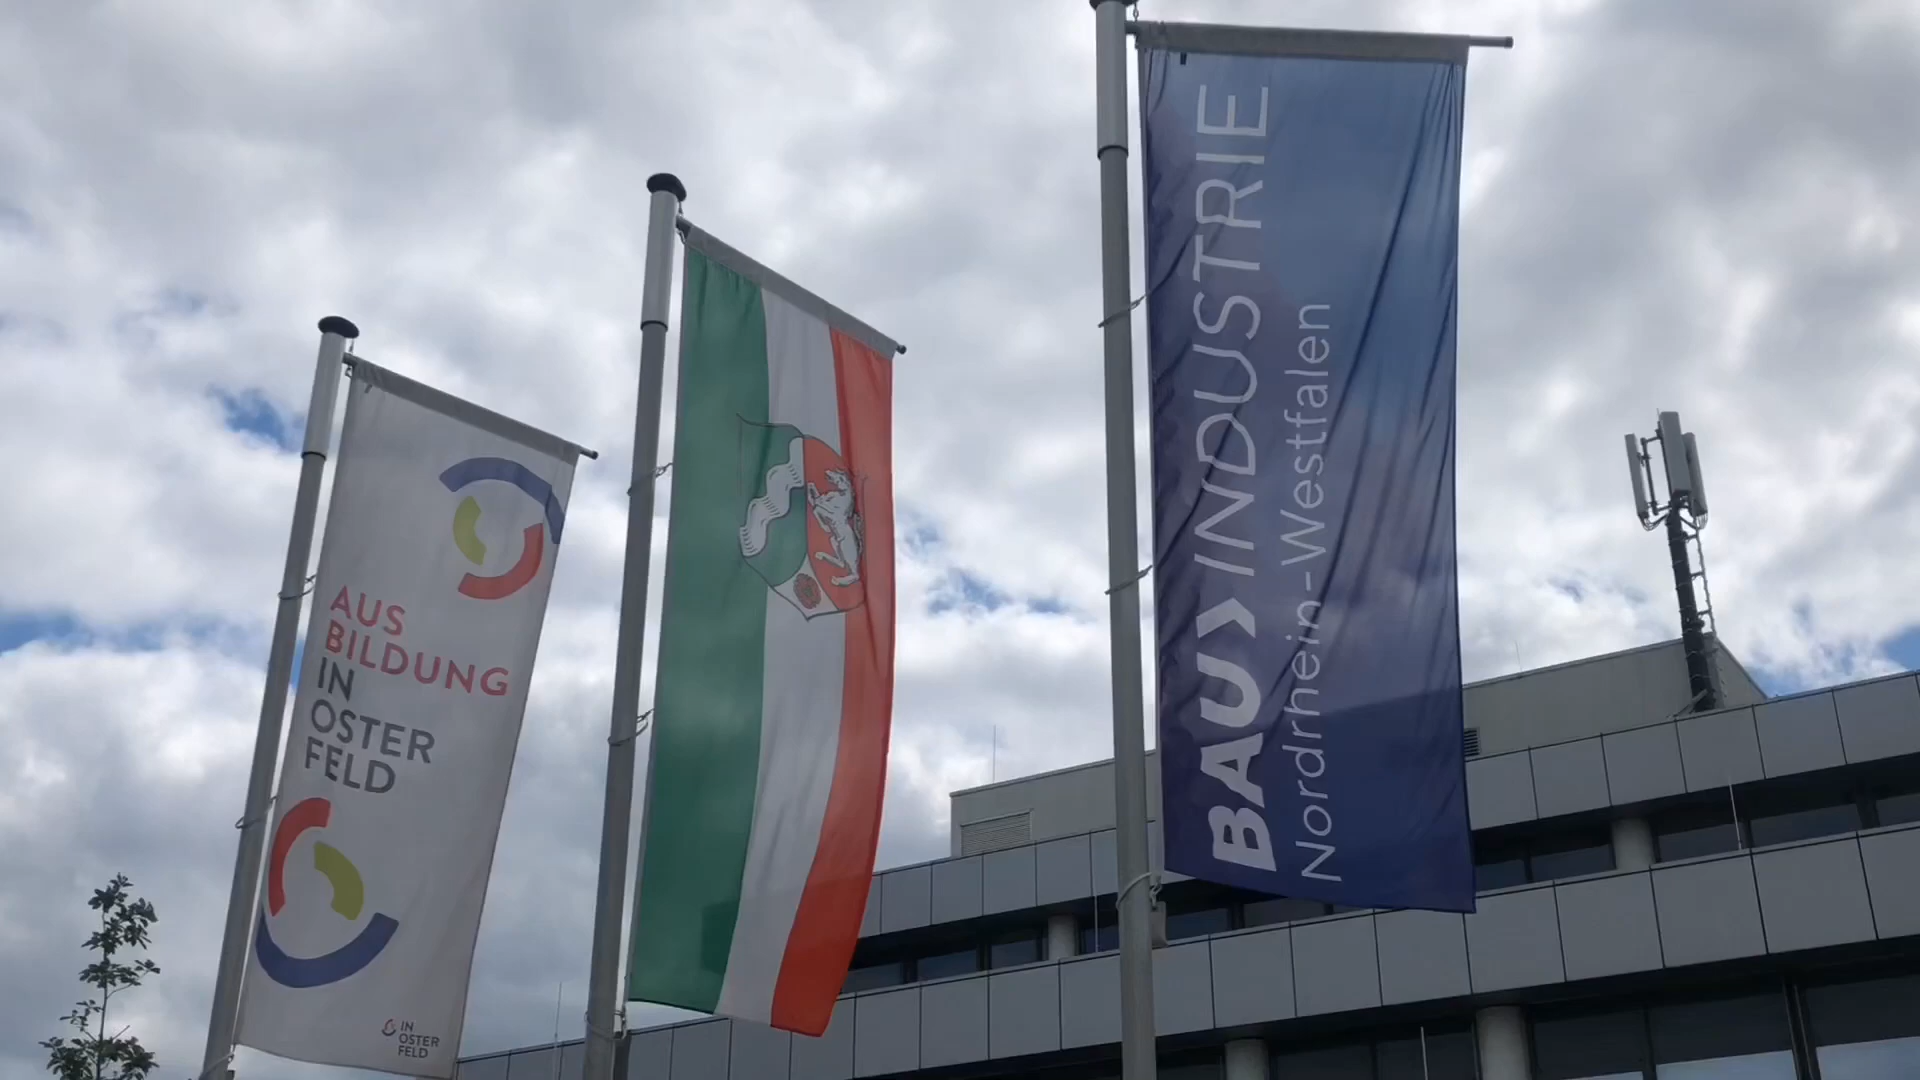 AUS
BILDUNG
IN
OSTER
FELD
IN
OSTER
FELD
BAU>INDUSTRIE
Nordrhein-Westfalen